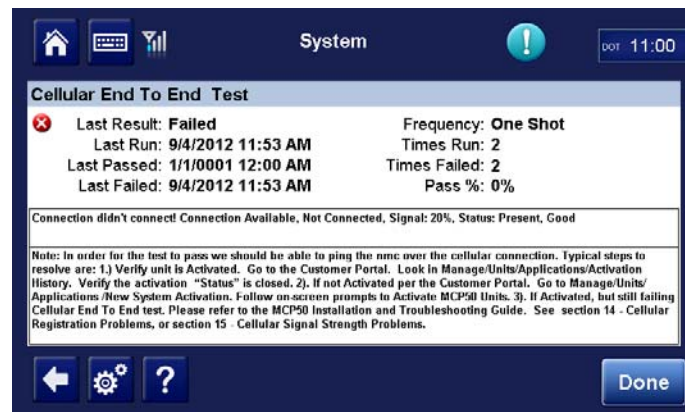 System
!
DOT 11:00
Cellular End To End Test
Last Result: Failed Frequency: One Shot
Last Run: 9/4/2012 11:53 AM Times Run: 2
Last Passed: 1/1/0001 12:00 AM Times Failed: 2
Last Failed: 9/4/2012 11:53 AM Pass %: 0%
Connection didn't connect! Connection Available, Not Connected, Signal: 20%, Status: Present, Good
Note: In order for the test to pass we should be able to ping the nmc over the cellular connection. Typical steps to
resolve are: 1.) Verify unit is Activated. Go to the Customer Portal. Look in Manage/Units/Applications/Activation
History. Verify the activation "Status" is closed. 2). If not Activated per the Customer Portal. Go to Manage/Units/
Applications /New System Activation. Follow on-screen prompts to Activate MCP50 Units. 3). If Activated, but still failing
Cellular End To End test. Please refer to the MCP50 Installation and Troubleshooting Guide. See section 14 - Cellular
Registration Problems, or section 15 - Cellular Signal Strength Problems.
?
Done